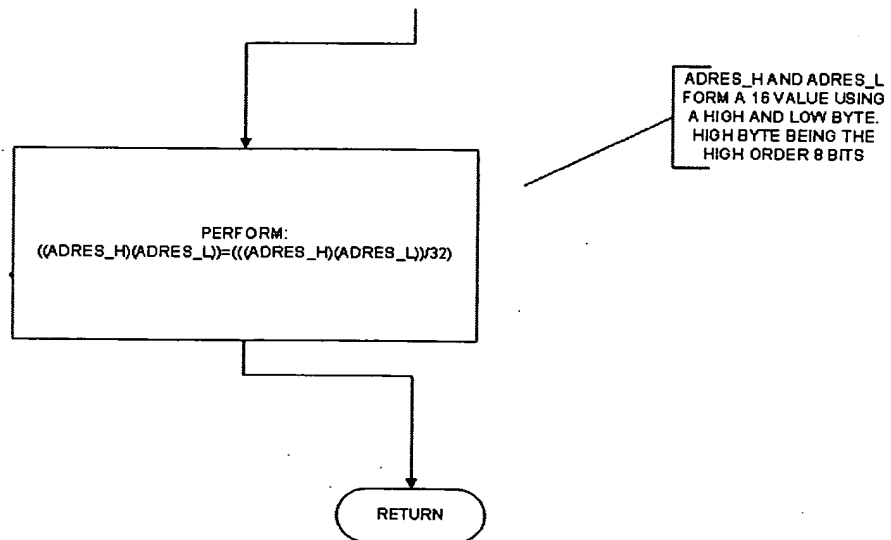 ADRES_H AND ADRES_L
FORM A 16 VALUE USING
A HIGH AND LOW BYTE.
HIGH BYTE BEING THE
HIGH ORDER 8 BITS
PERFORM:
((ADRES_H)(ADRES_L))=(((ADRES_H)(ADRES_L))/32)
RETURN